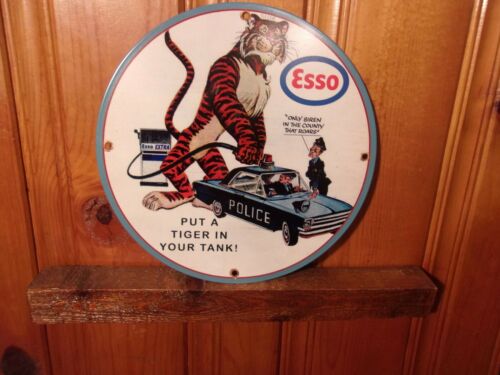 Esso
"ONLY SIREN
IN THE COUNTY
THAT ROARS"
Esso EXTRA
POLICE
PUT A
TIGER IN
YOUR TANK!